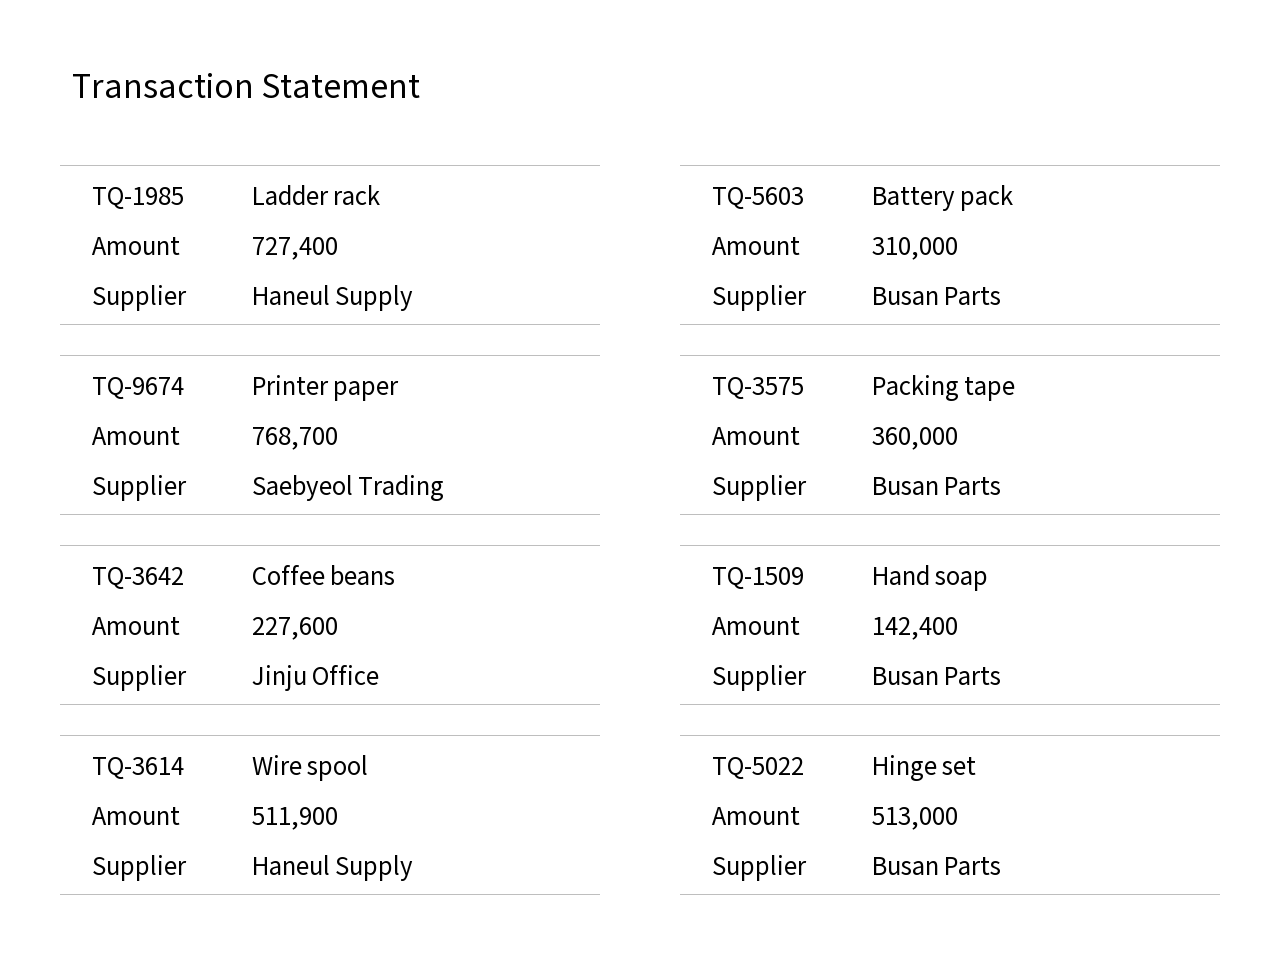 Transaction Statement
TQ-1985 Ladder rack
Amount 727,400
Supplier Haneul Supply
TQ-9674 Printer paper
Amount 768,700
Supplier Saebyeol Trading
TQ-3642 Coffee beans
Amount 227,600
Supplier Jinju Office
TQ-3614 Wire spool
Amount 511,900
Supplier Haneul Supply
TQ-5603 Battery pack
Amount 310,000
Supplier Busan Parts
TQ-3575 Packing tape
Amount 360,000
Supplier Busan Parts
TQ-1509 Hand soap
Amount 142,400
Supplier Busan Parts
TQ-5022 Hinge set
Amount 513,000
Supplier Busan Parts